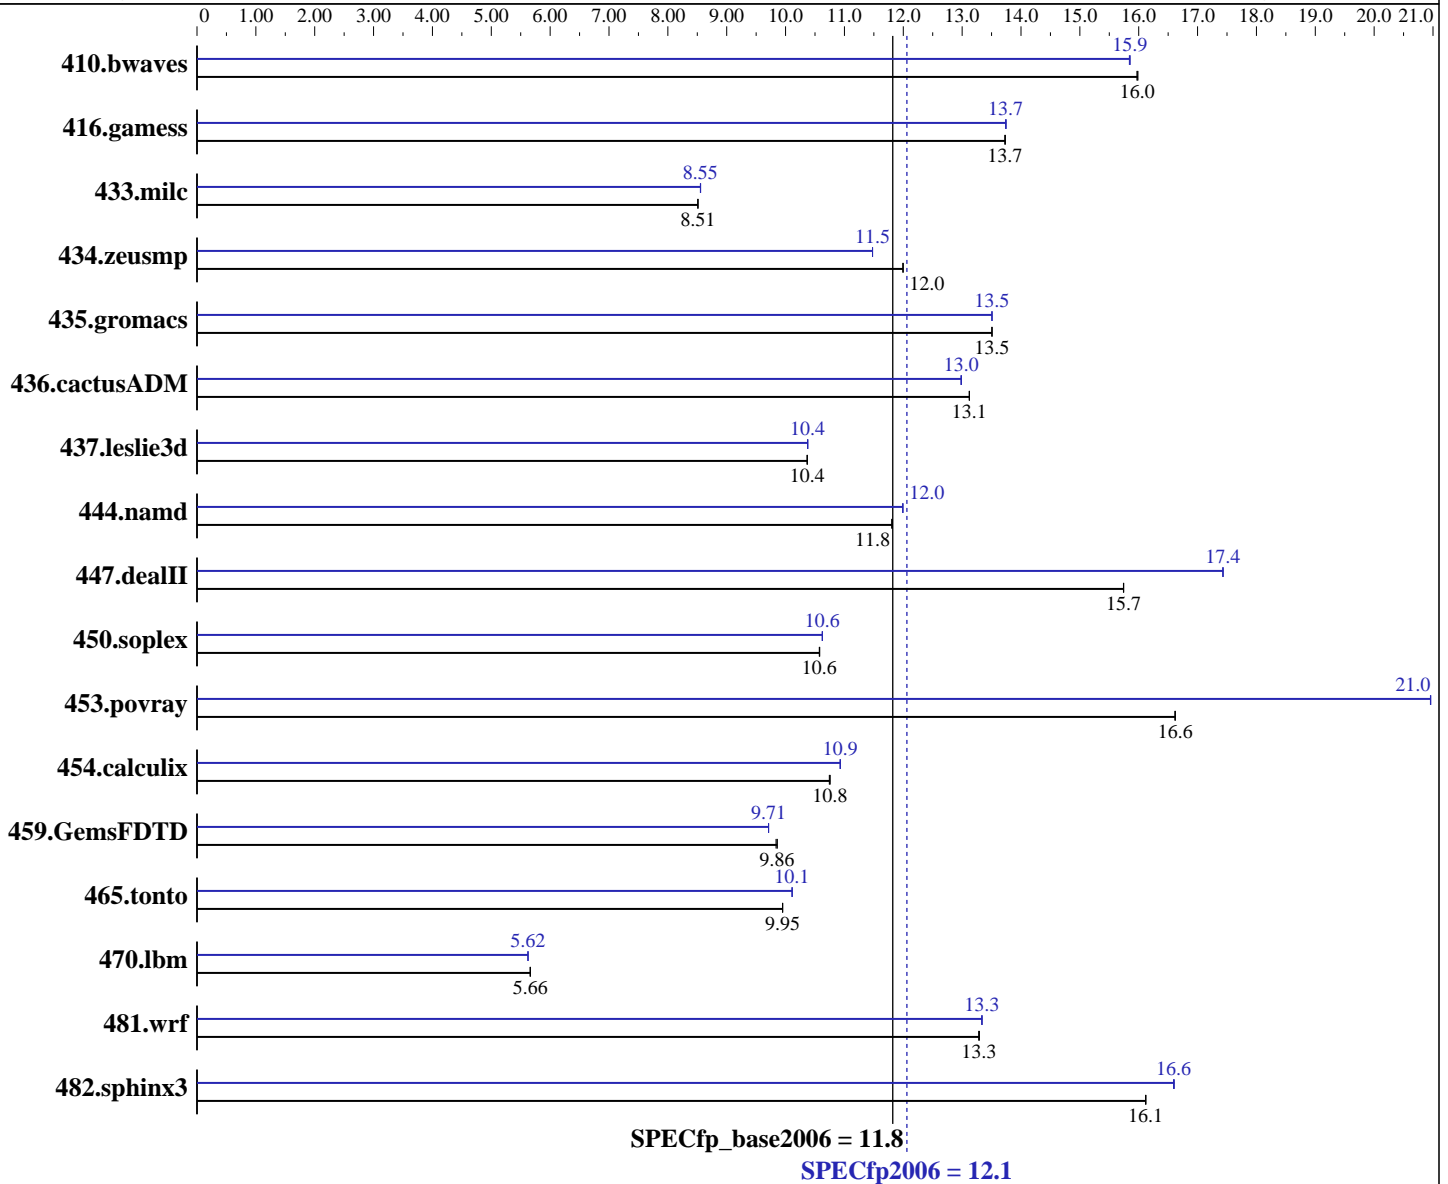 0 1.00 2.00 3.00 4.00 5.00 6.00 7.00 8.00 9.00 10.0 11.0 12.0 13.0 14.0 15.0 16.0 17.0 18.0 19.0 20.0 21.0
410.bwaves 15.9
16.0
416.gamess 13.7
13.7
433.milc 8.55
8.51
434.zeusmp 11.5
12.0
435.gromacs 13.5
13.5
436.cactusADM 13.0
13.1
437.leslie3d 10.4
10.4
444.namd 12.0
11.8
447.dealII 17.4
15.7
450.soplex 10.6
10.6
453.povray 21.0
16.6
454.calculix 10.9
10.8
459.GemsFDTD 9.71
9.86
465.tonto 10.1
9.95
470.lbm 5.62
5.66
481.wrf 13.3
13.3
482.sphinx3 16.6
16.1
SPECfp_base2006 = 11.8
SPECfp2006 = 12.1